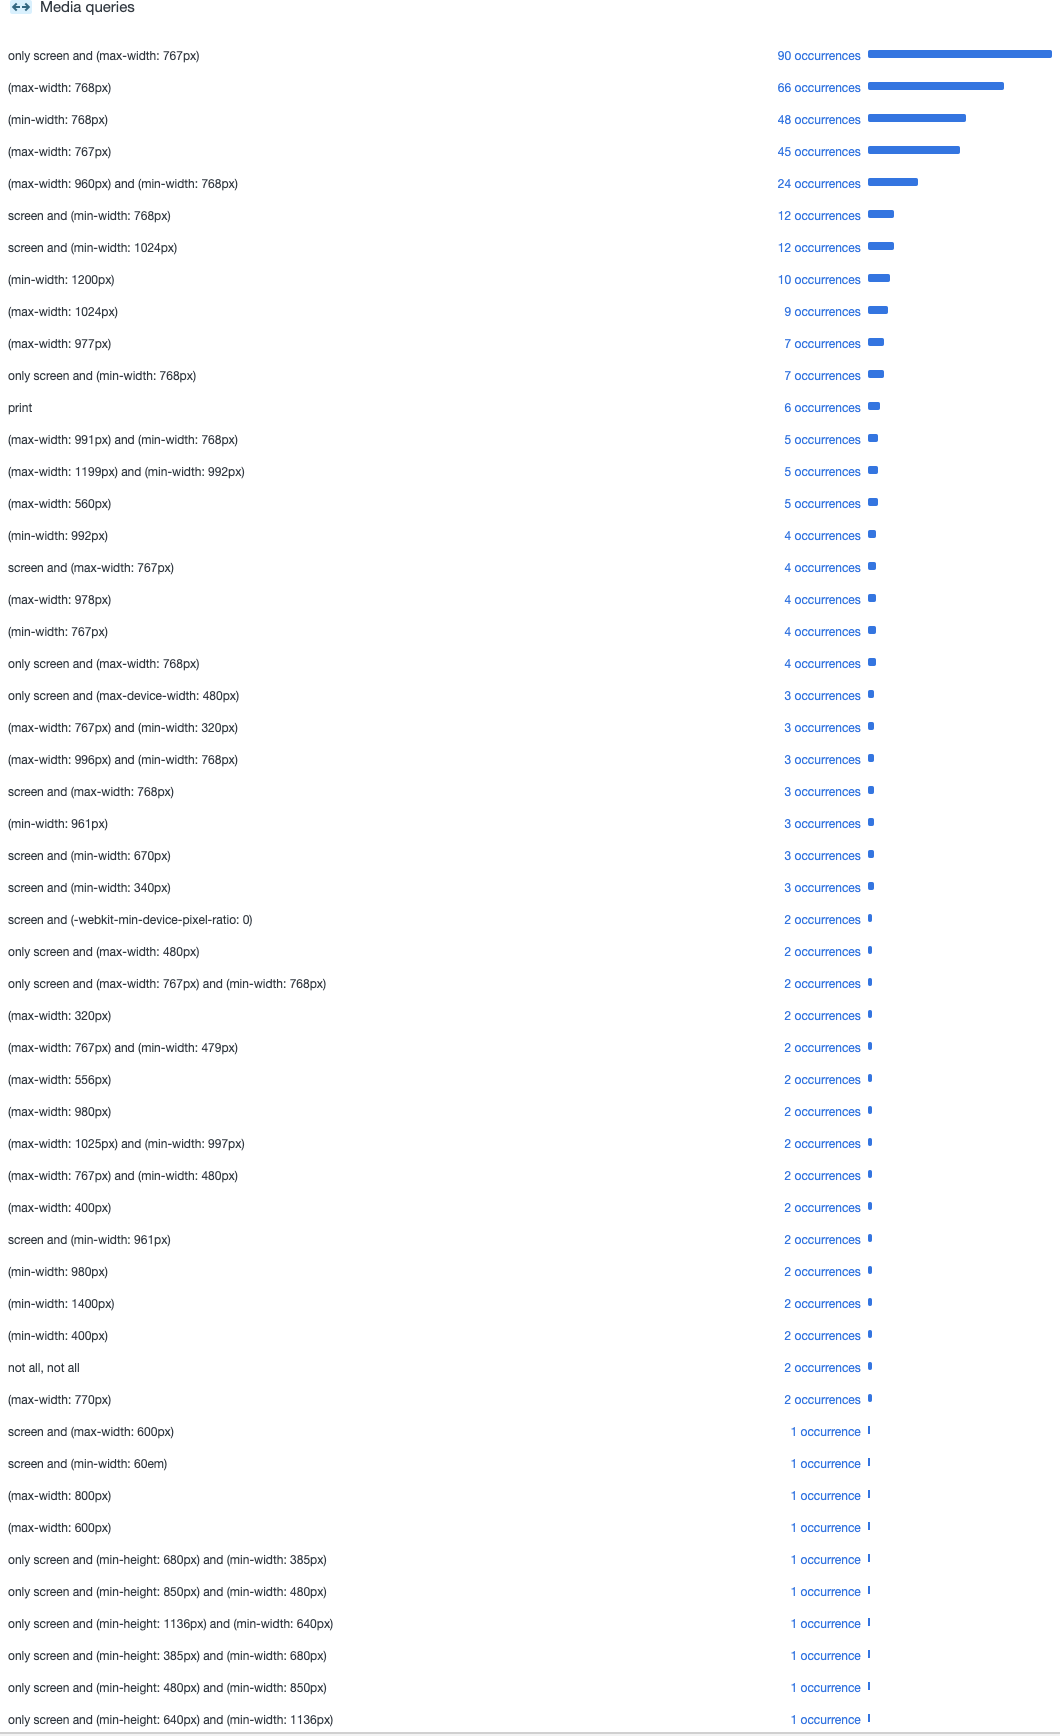 Media queries
only screen and (max-width: 767px) 90 occurrences
(max-width: 768px) 66 occurrences
(min-width: 768px) 48 occurrences
(max-width: 767px) 45 occurrences
(max-width: 960px) and (min-width: 768px) 24 occurrences
screen and (min-width: 768px) 12 occurrences
screen and (min-width: 1024px) 12 occurrences
(min-width: 1200px) 10 occurrences
(max-width: 1024px) 9 occurrences
(max-width: 977px) 7 occurrences
only screen and (min-width: 768px) 7 occurrences
print 6 occurrences
(max-width: 991px) and (min-width: 768px) 5 occurrences
(max-width: 1199px) and (min-width: 992px) 5 occurrences
(max-width: 560px) 5 occurrences
(min-width: 992px) 4 occurrences
screen and (max-width: 767px) 4 occurrences
(max-width: 978px) 4 occurrences
(min-width: 767px) 4 occurrences
only screen and (max-width: 768px) 4 occurrences
only screen and (max-device-width: 480px) 3 occurrences
(max-width: 767px) and (min-width: 320px) 3 occurrences
(max-width: 996px) and (min-width: 768px) 3 occurrences
screen and (max-width: 768px) 3 occurrences
(min-width: 961px) 3 occurrences
screen and (min-width: 670px) 3 occurrences
screen and (min-width: 340px) 3 occurrences
screen and (-webkit-min-device-pixel-ratio: 0) 2 occurrences
only screen and (max-width: 480px) 2 occurrences
only screen and (max-width: 767px) and (min-width: 768px) 2 occurrences
(max-width: 320px) 2 occurrences
(max-width: 767px) and (min-width: 479px) 2 occurrences
(max-width: 556px) 2 occurrences
(max-width: 980px) 2 occurrences
(max-width: 1025px) and (min-width: 997px) 2 occurrences
(max-width: 767px) and (min-width: 480px) 2 occurrences
(max-width: 400px) 2 occurrences
screen and (min-width: 961px) 2 occurrences
(min-width: 980px) 2 occurrences
(min-width: 1400px) 2 occurrences
(min-width: 400px) 2 occurrences
not all, not all 2 occurrences
(max-width: 770px) 2 occurrences
screen and (max-width: 600px) 1 occurrence
screen and (min-width: 60em) 1 occurrence
(max-width: 800px) 1 occurrence
(max-width: 600px) 1 occurrence
only screen and (min-height: 680px) and (min-width: 385px) 1 occurrence
only screen and (min-height: 850px) and (min-width: 480px) 1 occurrence
only screen and (min-height: 1136px) and (min-width: 640px) 1 occurrence
only screen and (min-height: 385px) and (min-width: 680px) 1 occurrence
only screen and (min-height: 480px) and (min-width: 850px) 1 occurrence
only screen and (min-height: 640px) and (min-width: 1136px) 1 occurrence